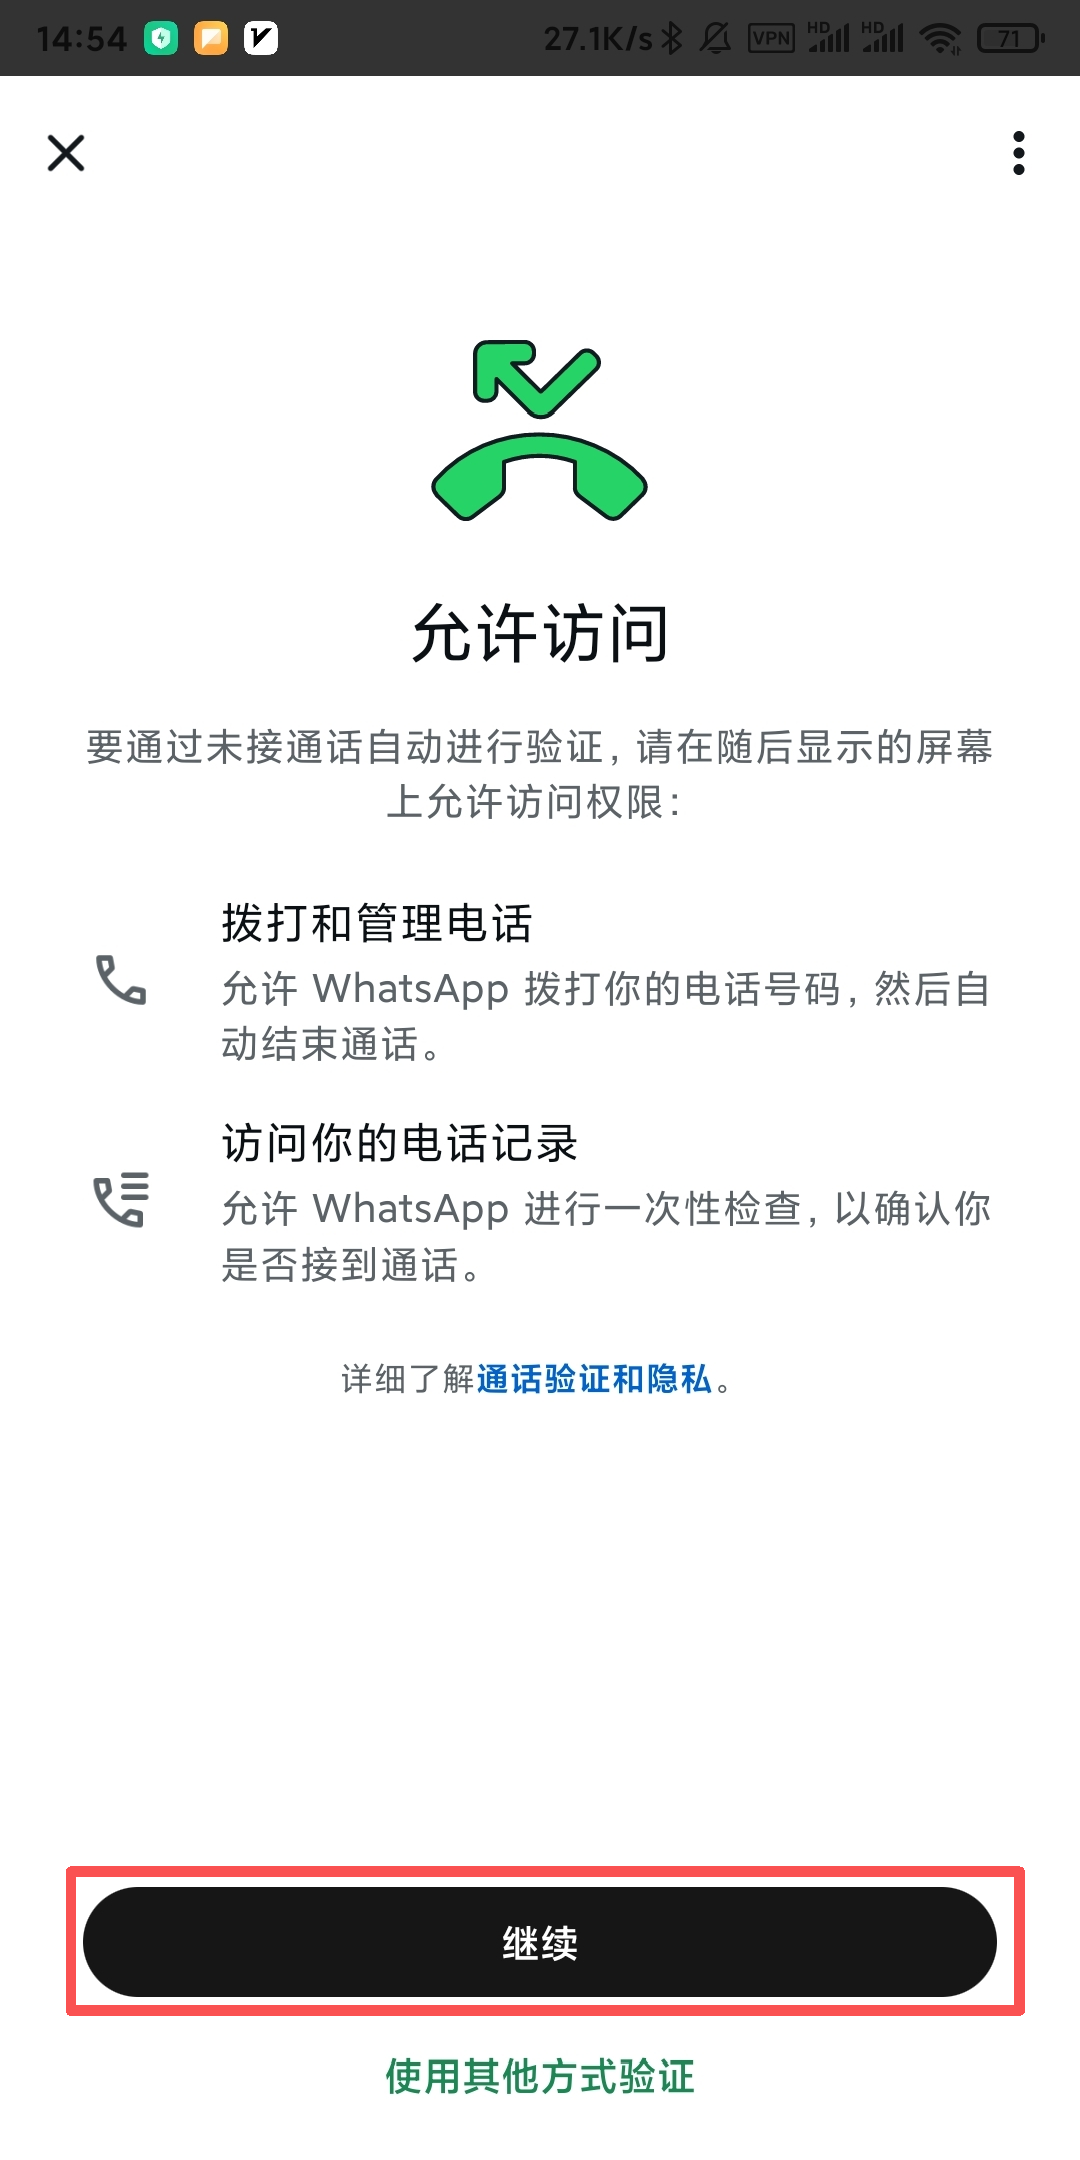 14:54 27.1K/s VPN HD HD 71
允许访问
要通过未接通话自动进行验证, 请在随后显示的屏幕
上允许访问权限:
拨打和管理电话
允许 WhatsApp 拨打你的电话号码, 然后自
动结束通话。
访问你的电话记录
允许 WhatsApp 进行一次性检查, 以确认你
是否接到通话。
详细了解通话验证和隐私。
继续
使用其他方式验证